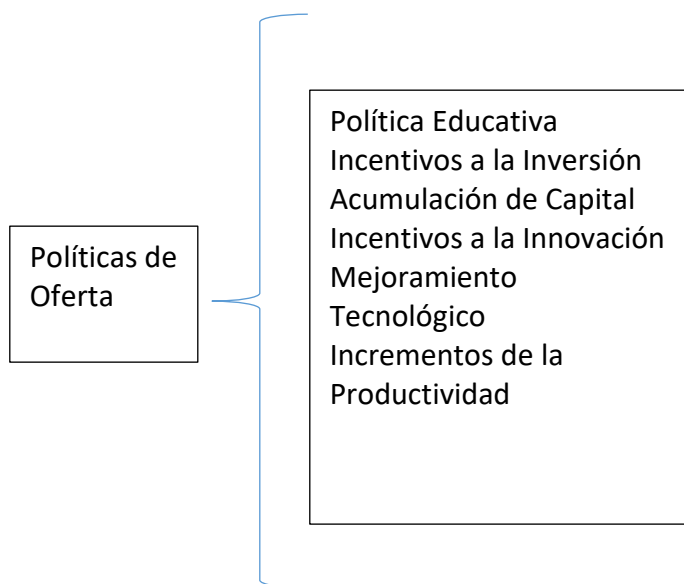 Políticas de
Oferta
Política Educativa
Incentivos a la Inversión
Acumulación de Capital
Incentivos a la Innovación
Mejoramiento
Tecnológico
Incrementos de la
Productividad